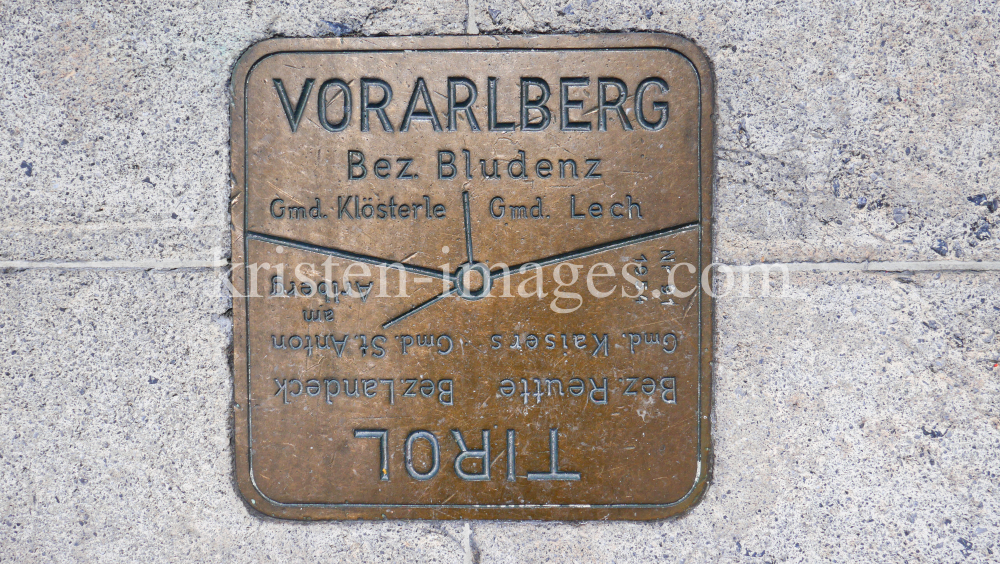 VORARLBERG
Bez. Bludenz
Gmd. Klösterle Gmd. Lech
TIROL
Bez. Reutte Bez. Landeck
Gmd. Kaisers Gmd. St. Anton
am
Arlberg
kristen-images.com